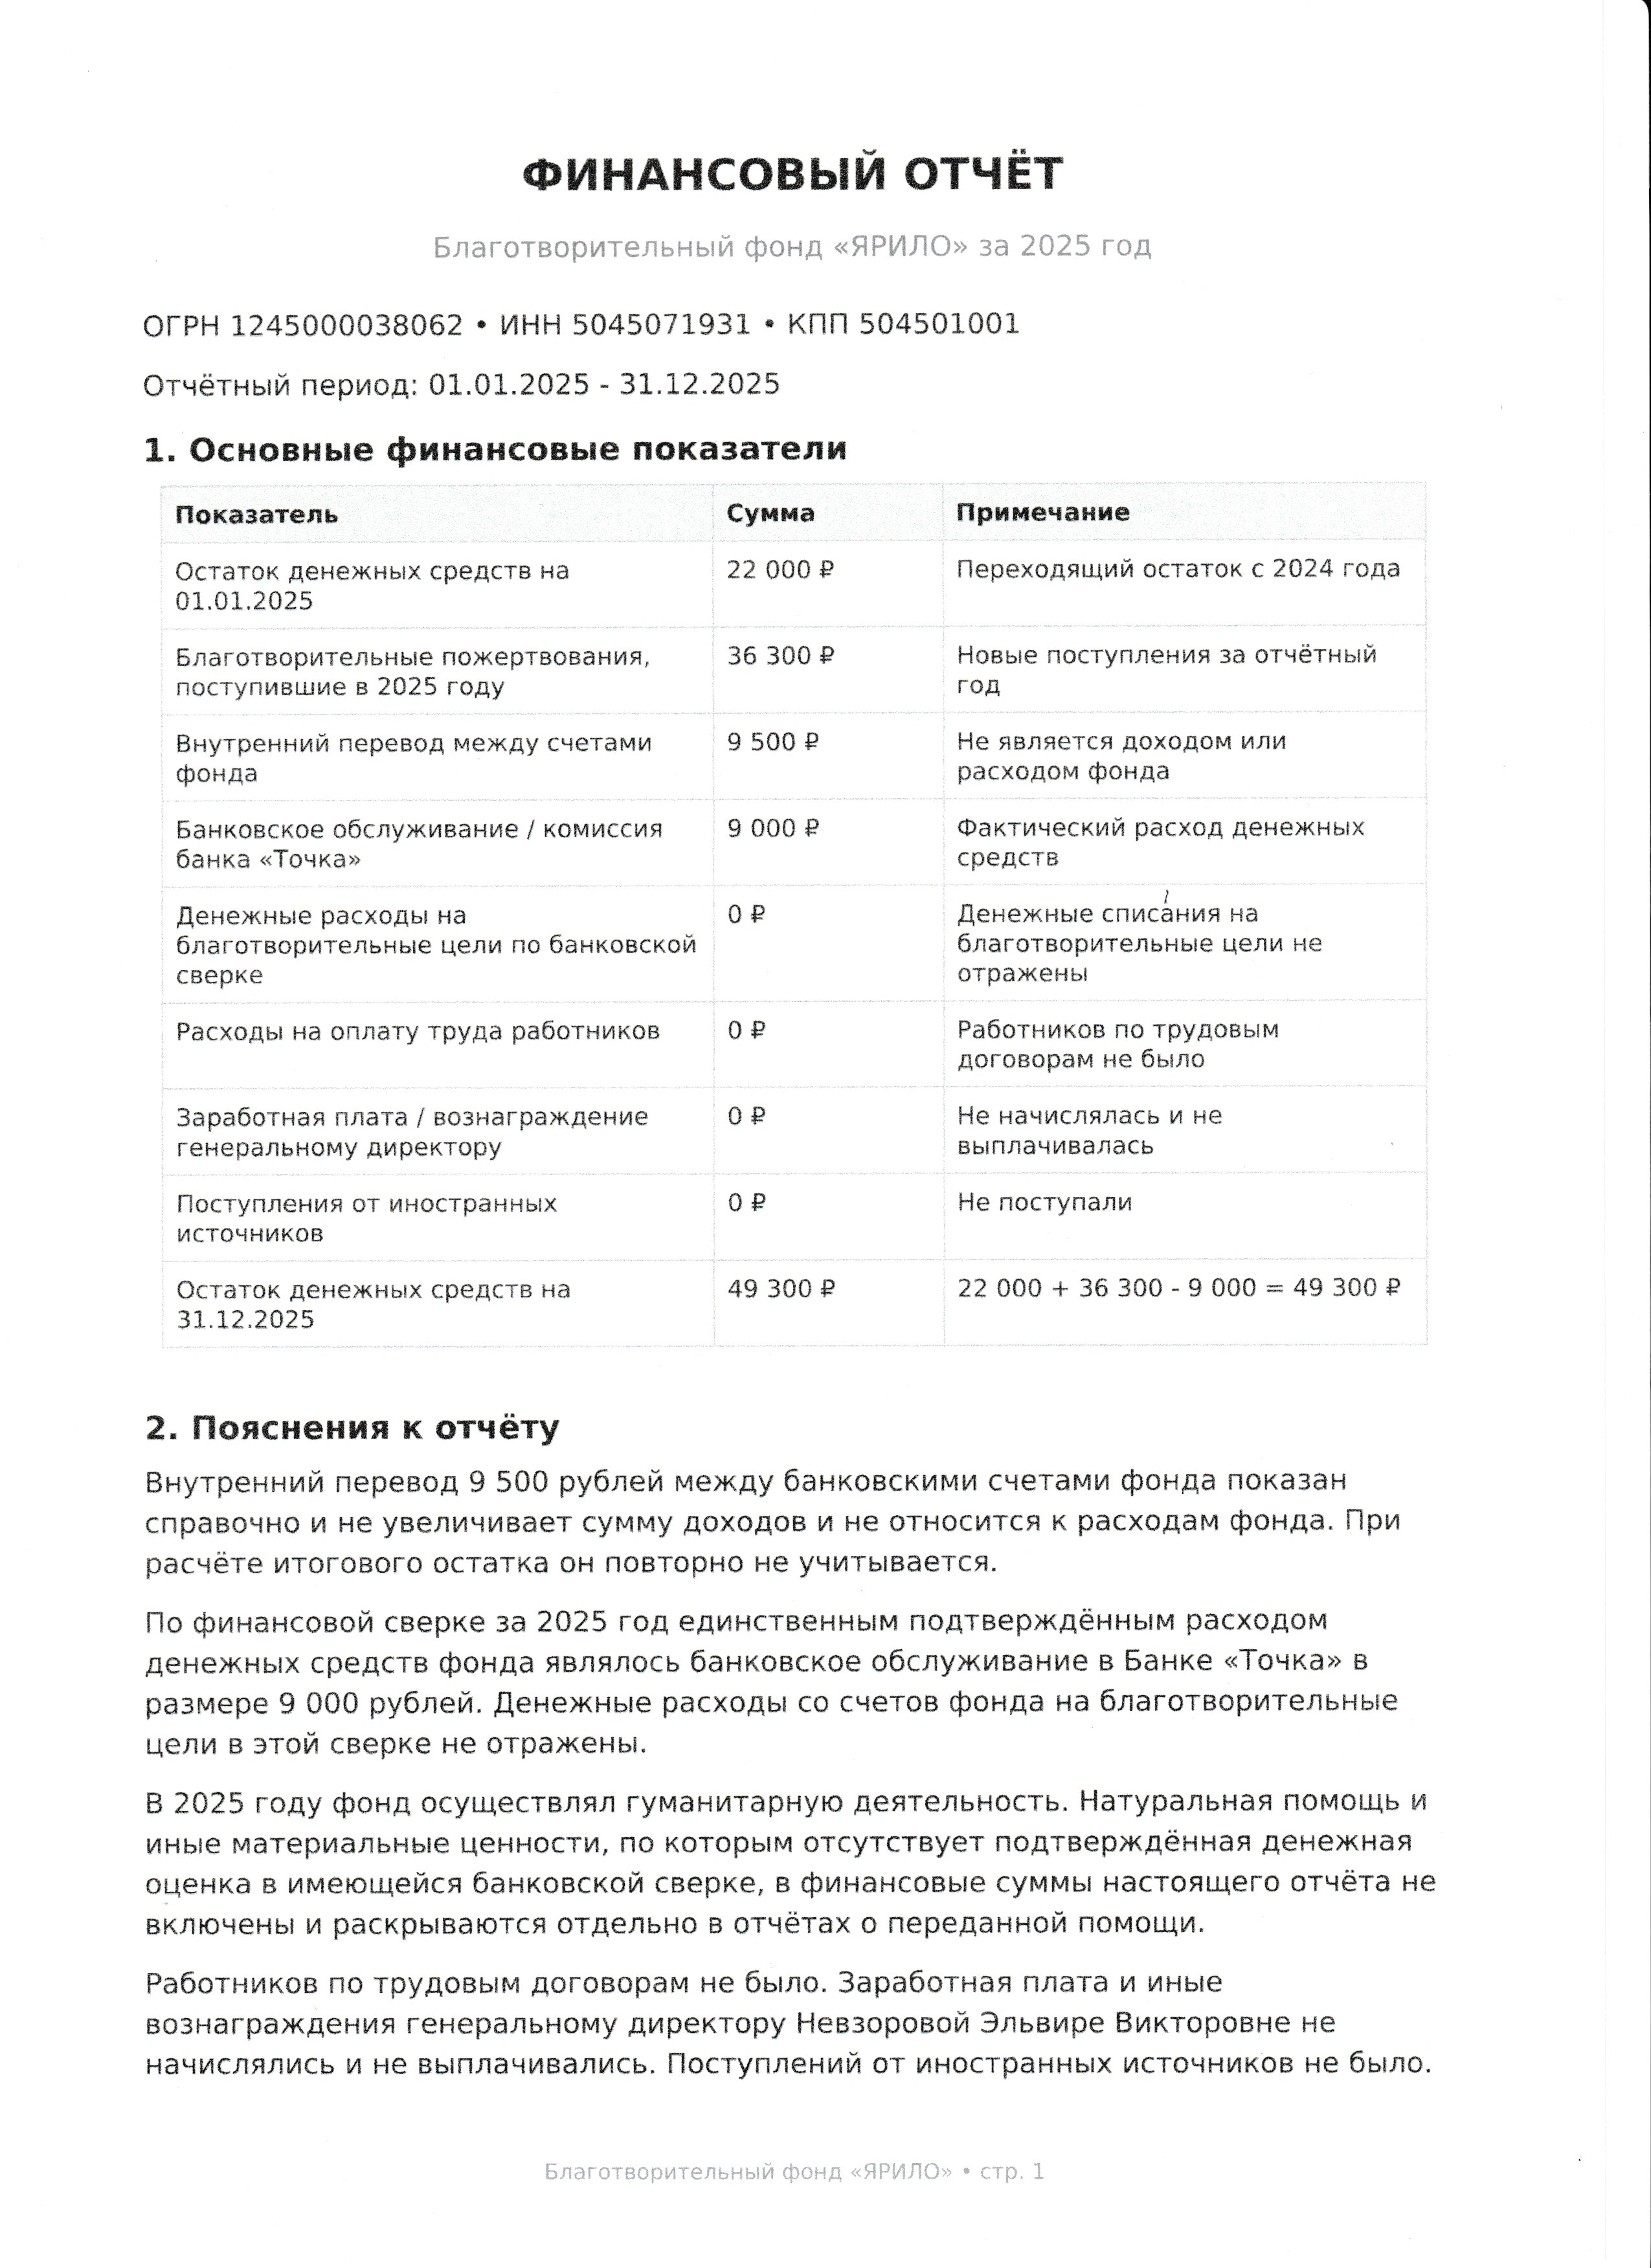 ФИНАНСОВЫЙ ОТЧЁТ
Благотворительный фонд «ЯРИЛО» за 2025 год
ОГРН 1245000038062 • ИНН 5045071931 • КПП 504501001
Отчётный период: 01.01.2025 - 31.12.2025
1. Основные финансовые показатели
Показатель Сумма Примечание
Остаток денежных средств на 22 000 ₽ Переходящий остаток с 2024 года
01.01.2025
Благотворительные пожертвования, 36 300 ₽ Новые поступления за отчётный
поступившие в 2025 году год
Внутренний перевод между счетами 9 500 ₽ Не является доходом или
фонда расходом фонда
Банковское обслуживание / комиссия 9 000 ₽ Фактический расход денежных
банка «Точка» средств
Денежные расходы на 0 ₽ Денежные списания на
благотворительные цели по банковской благотворительные цели не
сверке отражены
Расходы на оплату труда работников 0 ₽ Работников по трудовым
договорам не было
Заработная плата / вознаграждение 0 ₽ Не начислялась и не
генеральному директору выплачивалась
Поступления от иностранных 0 ₽ Не поступали
источников
Остаток денежных средств на 49 300 ₽ 22 000 + 36 300 - 9 000 = 49 300 ₽
31.12.2025
2. Пояснения к отчёту
Внутренний перевод 9 500 рублей между банковскими счетами фонда показан
справочно и не увеличивает сумму доходов и не относится к расходам фонда. При
расчёте итогового остатка он повторно не учитывается.
По финансовой сверке за 2025 год единственным подтверждённым расходом
денежных средств фонда являлось банковское обслуживание в Банке «Точка» в
размере 9 000 рублей. Денежные расходы со счетов фонда на благотворительные
цели в этой сверке не отражены.
В 2025 году фонд осуществлял гуманитарную деятельность. Натуральная помощь и
иные материальные ценности, по которым отсутствует подтверждённая денежная
оценка в имеющейся банковской сверке, в финансовые суммы настоящего отчёта не
включены и раскрываются отдельно в отчётах о переданной помощи.
Работников по трудовым договорам не было. Заработная плата и иные
вознаграждения генеральному директору Невзоровой Эльвире Викторовне не
начислялись и не выплачивались. Поступлений от иностранных источников не было.
Благотворительный фонд «ЯРИЛО» • стр. 1